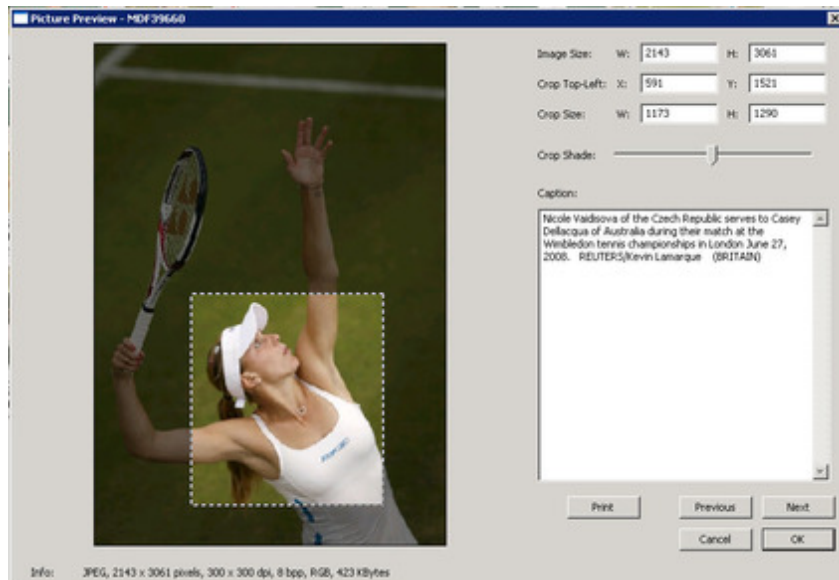 Picture Preview - MDF39660
Image Size: W: 2143 H: 3061
Crop Top-Left: X: 591 Y: 1521
Crop Size: W: 1173 H: 1290
Crop Shade:
Caption:
Nicole Vaidisova of the Czech Republic serves to Casey
Dellacqua of Australia during their match at the
Wimbledon tennis championships in London June 27,
2008. REUTERS/Kevin Lamarque (BRITAIN)
Print Previous Next
Cancel OK
Info: JPEG, 2143 x 3061 pixels, 300 x 300 dpi, 8 bpp, RGB, 423 KBytes